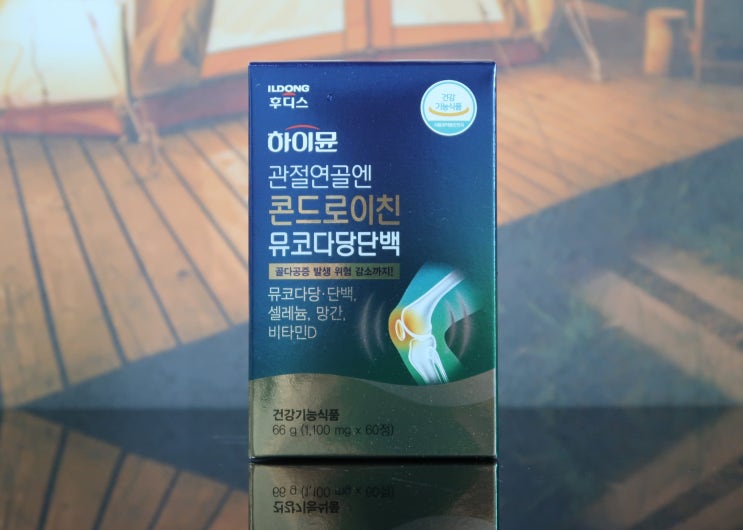 ILDONG
후디스
건강
기능식품
하이뮨
관절연골엔
콘드로이친
뮤코다당단백
골다공증 발생 위험 감소까지!
뮤코다당·단백,
셀레늄, 망간,
비타민D
건강기능식품
66 g (1,100 mg x 60정)